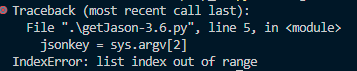 Traceback (most recent call last):
File ".\getJason-3.6.py", line 5, in <module>
jsonkey = sys.argv[2]
IndexError: list index out of range